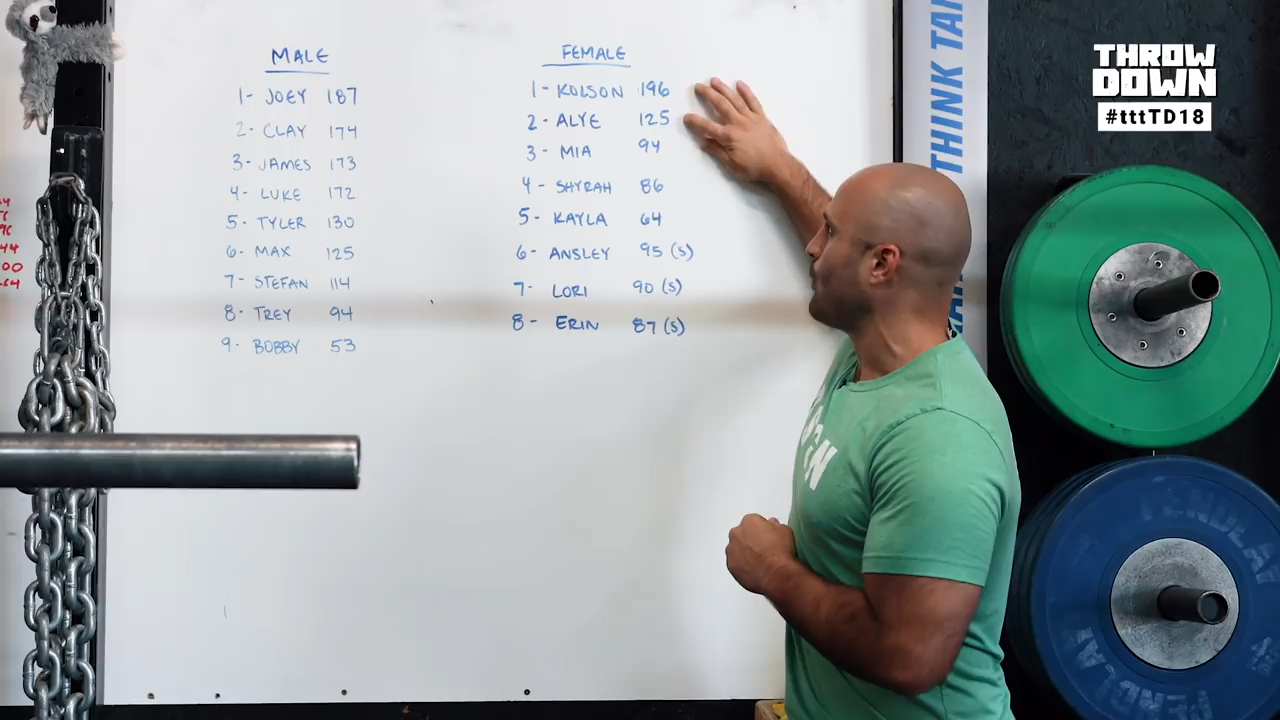 MALE
1- JOEY 187
2- CLAY 174
3- JAMES 173
4- LUKE 172
5- TYLER 130
6- MAX 125
7- STEFAN 114
8- TREY 94
9- BOBBY 53
FEMALE
1- KOLSON 196
2- ALYE 125
3- MIA 94
4- SHYRAH 86
5- KAYLA 64
6- ANSLEY 95 (S)
7- LORI 90 (S)
8- ERIN 87 (S)
THINK TAN
THROW
DOWN
#tttTD18
PENDLAY
PENDLAY